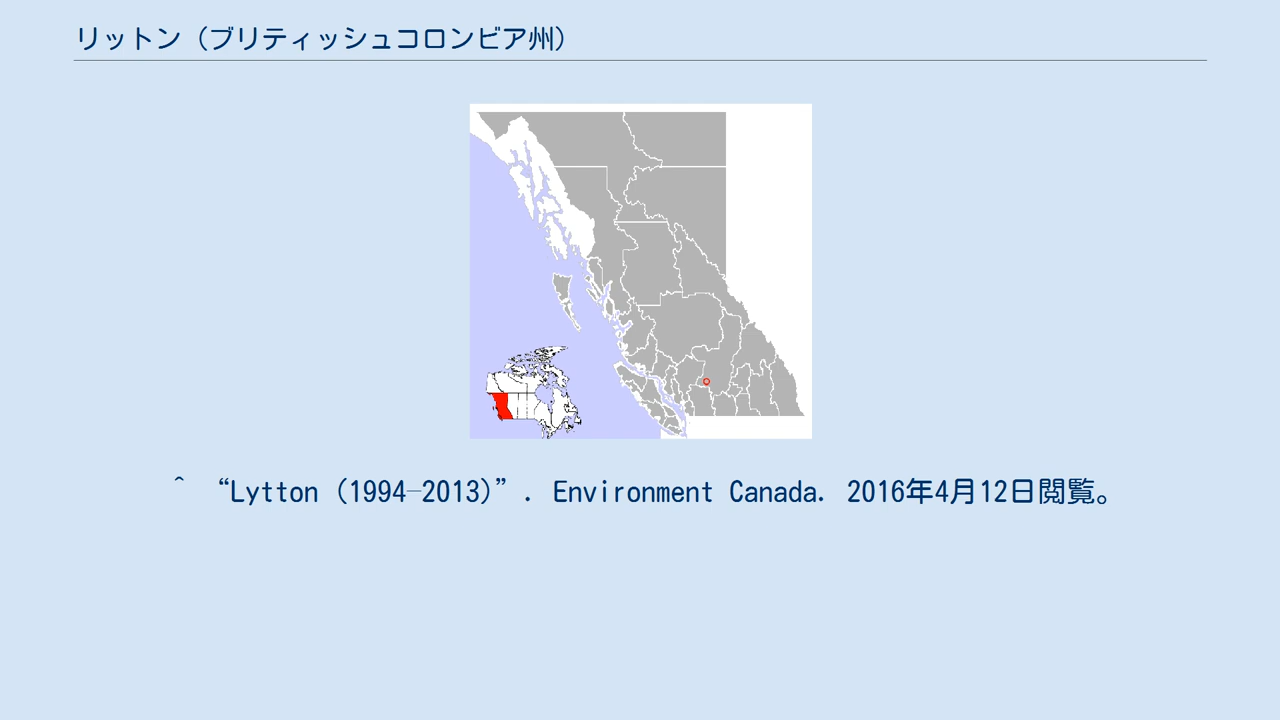 リットン（ブリティッシュコロンビア州）
^ “Lytton (1994–2013)”. Environment Canada. 2016年4月12日閲覧。